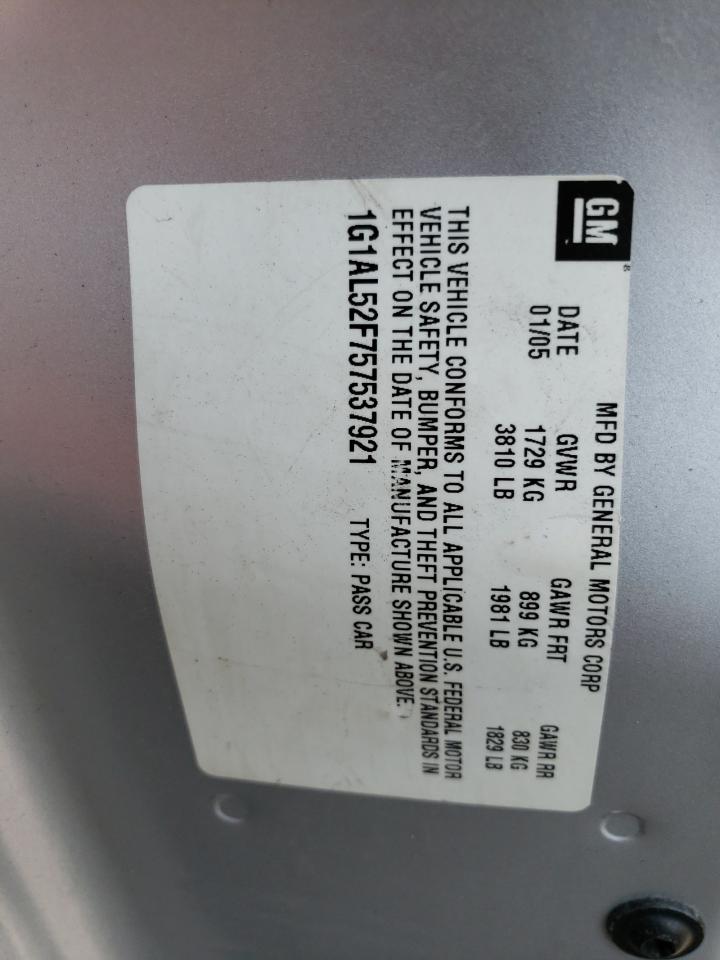 GM®
MFD BY GENERAL MOTORS CORP
DATE GVWR GAWR FRT GAWR RR
01/05 1729 KG 899 KG 830 KG
3810 LB 1981 LB 1829 LB
THIS VEHICLE CONFORMS TO ALL APPLICABLE U.S. FEDERAL MOTOR
VEHICLE SAFETY, BUMPER, AND THEFT PREVENTION STANDARDS IN
EFFECT ON THE DATE OF MANUFACTURE SHOWN ABOVE.
1G1AL52F757537921 TYPE: PASS CAR